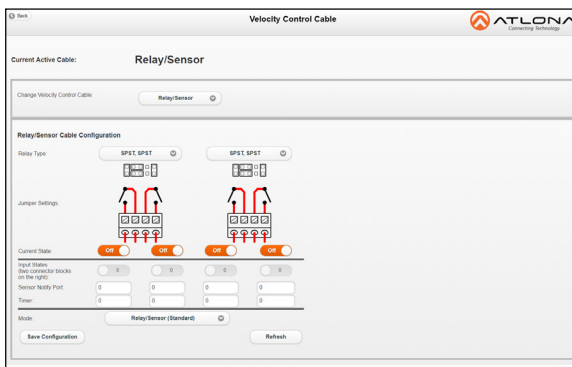 Back
Velocity Control Cable
ATLONA
Connecting Technology
Current Active Cable:
Relay/Sensor
Change Velocity Control Cable:
Relay/Sensor
Relay/Sensor Cable Configuration
Relay Type:
SPST, SPST
SPST, SPST
Jumper Settings:
Current State:
Off
Off
Off
Off
Input States
(two connector blocks
on the right):
0
0
0
0
Sensor Notify Port:
0
0
0
0
Timer:
0
0
0
0
Mode:
Relay/Sensor (Standard)
Save Configuration
Refresh